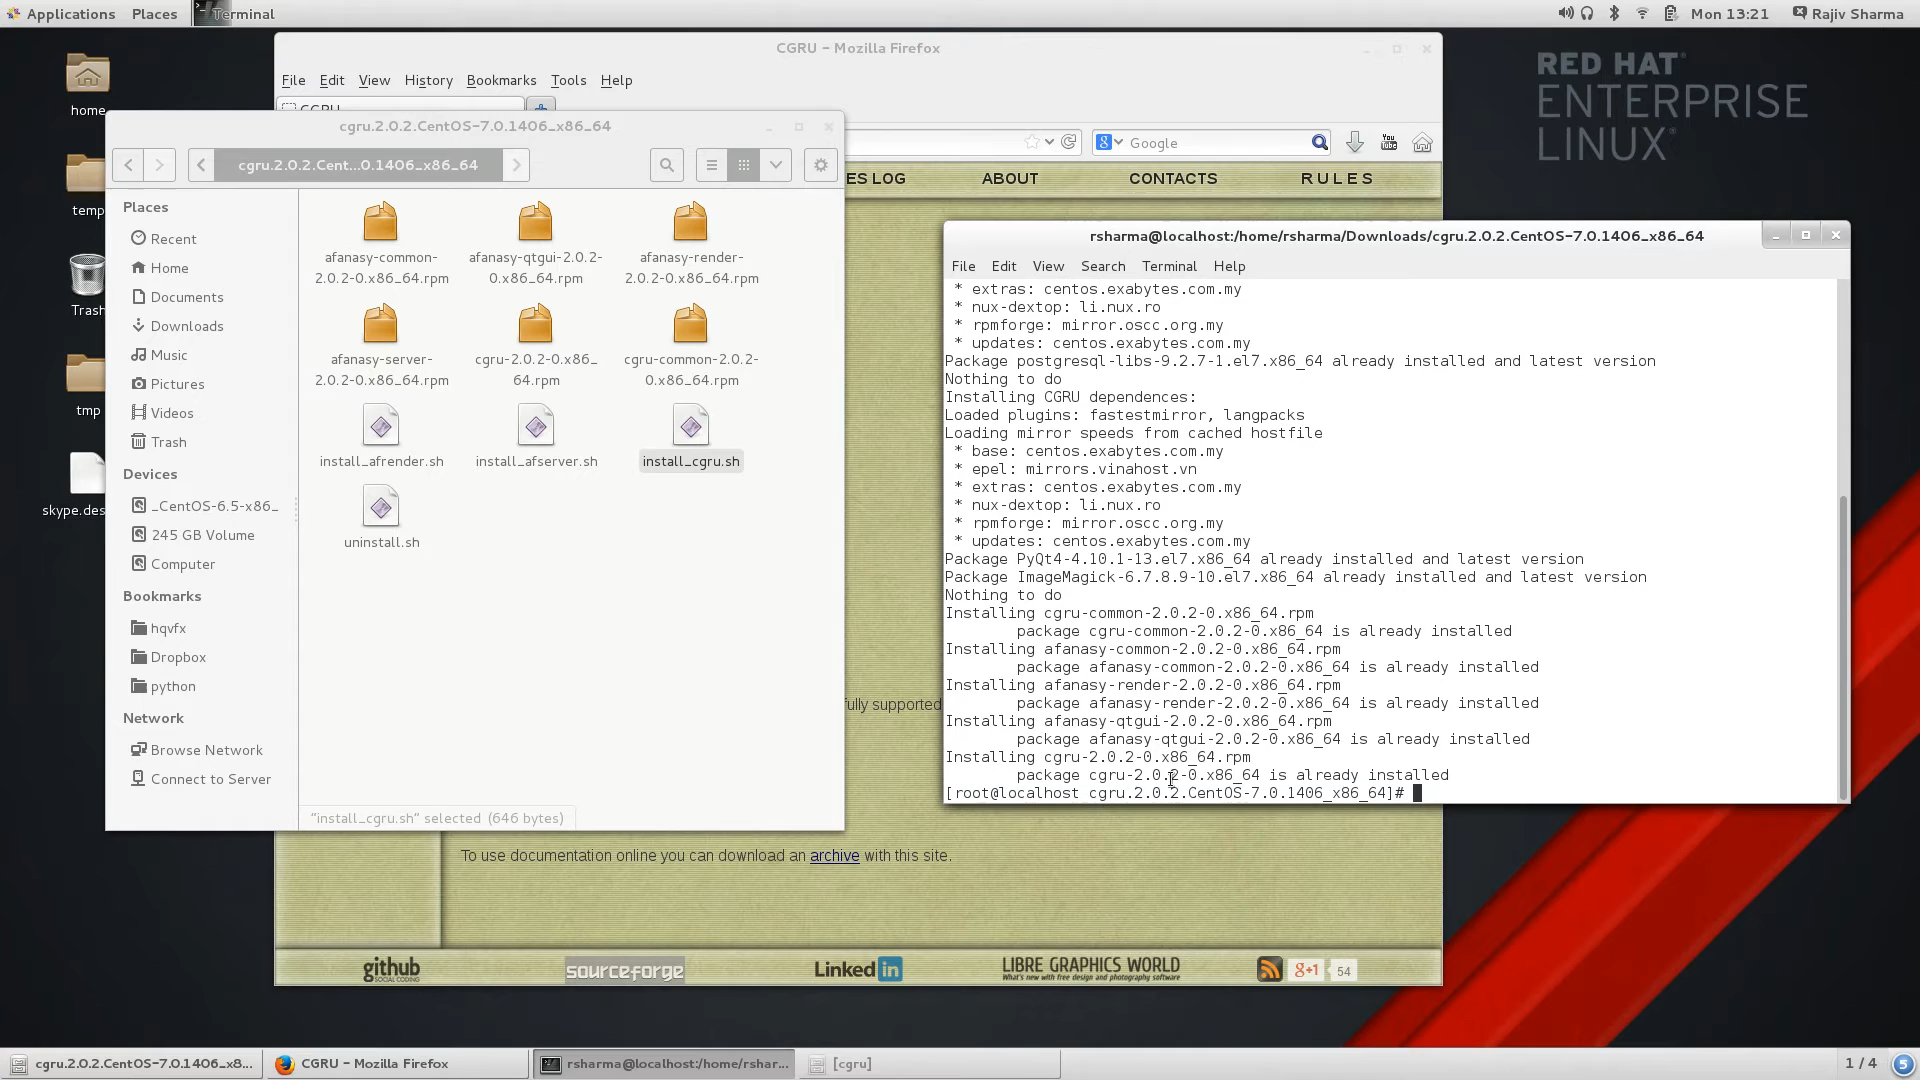 Applications Places Terminal Mon 13:21 Rajiv Sharma
RED HAT
ENTERPRISE
LINUX
home
temp
Trash
tmp
skype.des
CGRU - Mozilla Firefox
File Edit View History Bookmarks Tools Help
CGRU
Google
You
Tube
ES LOG ABOUT CONTACTS RULES
fully supported
To use documentation online you can download an archive with this site.
github
SOCIAL CODING
sourceforge
Linked in
LIBRE GRAPHICS WORLD
What's new with free design and photography software
g+1 54
cgru.2.0.2.CentOS-7.0.1406_x86_64
cgru.2.0.2.Cent...0.1406_x86_64
Places
Recent
Home
Documents
Downloads
Music
Pictures
Videos
Trash
Devices
_CentOS-6.5-x86_
245 GB Volume
Computer
Bookmarks
hqvfx
Dropbox
python
Network
Browse Network
Connect to Server
afanasy-common-
2.0.2-0.x86_64.rpm
afanasy-qtgui-2.0.2-
0.x86_64.rpm
afanasy-render-
2.0.2-0.x86_64.rpm
afanasy-server-
2.0.2-0.x86_64.rpm
cgru-2.0.2-0.x86_
64.rpm
cgru-common-2.0.2-
0.x86_64.rpm
install_afrender.sh
install_afserver.sh
install_cgru.sh
uninstall.sh
"install_cgru.sh" selected (646 bytes)
rsharma@localhost:/home/rsharma/Downloads/cgru.2.0.2.CentOS-7.0.1406_x86_64
File Edit View Search Terminal Help
* extras: centos.exabytes.com.my
* nux-dextop: li.nux.ro
* rpmforge: mirror.oscc.org.my
* updates: centos.exabytes.com.my
Package postgresql-libs-9.2.7-1.el7.x86_64 already installed and latest version
Nothing to do
Installing CGRU dependences:
Loaded plugins: fastestmirror, langpacks
Loading mirror speeds from cached hostfile
* base: centos.exabytes.com.my
* epel: mirrors.vinahost.vn
* extras: centos.exabytes.com.my
* nux-dextop: li.nux.ro
* rpmforge: mirror.oscc.org.my
* updates: centos.exabytes.com.my
Package PyQt4-4.10.1-13.el7.x86_64 already installed and latest version
Package ImageMagick-6.7.8.9-10.el7.x86_64 already installed and latest version
Nothing to do
Installing cgru-common-2.0.2-0.x86_64.rpm
package cgru-common-2.0.2-0.x86_64 is already installed
Installing afanasy-common-2.0.2-0.x86_64.rpm
package afanasy-common-2.0.2-0.x86_64 is already installed
Installing afanasy-render-2.0.2-0.x86_64.rpm
package afanasy-render-2.0.2-0.x86_64 is already installed
Installing afanasy-qtgui-2.0.2-0.x86_64.rpm
package afanasy-qtgui-2.0.2-0.x86_64 is already installed
Installing cgru-2.0.2-0.x86_64.rpm
package cgru-2.0.2-0.x86_64 is already installed
[root@localhost cgru.2.0.2.CentOS-7.0.1406_x86_64]#
cgru.2.0.2.CentOS-7.0.1406_x8... CGRU - Mozilla Firefox rsharma@localhost:/home/rshar... [cgru] 1 / 4 5